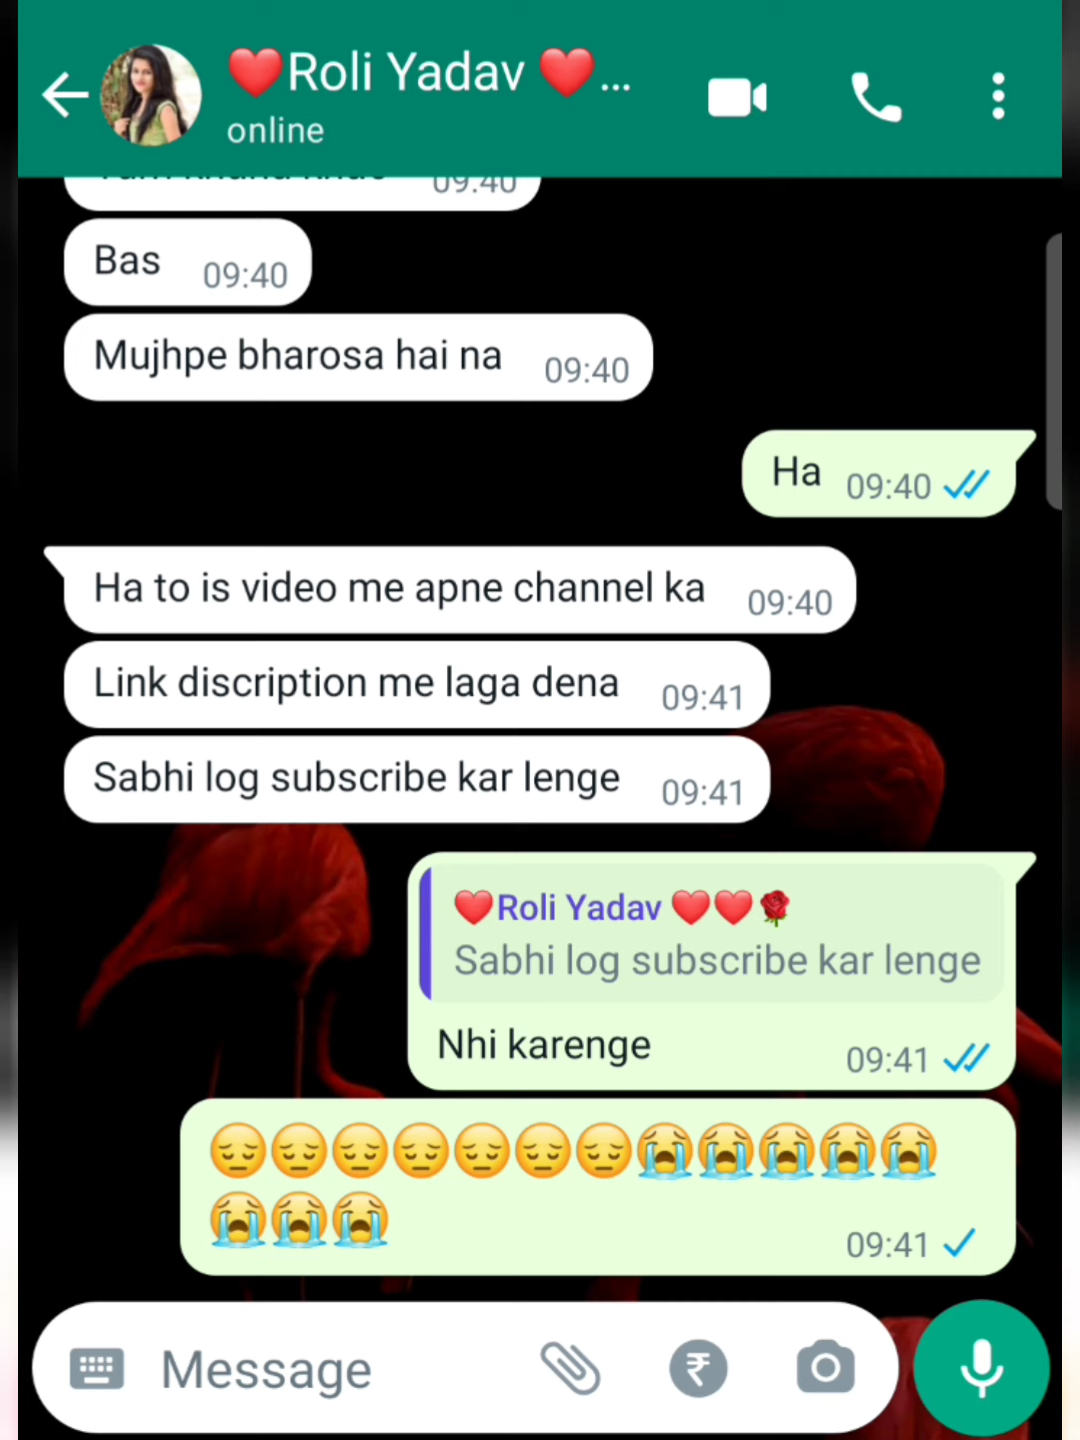 ❤️Roli Yadav ❤️...
online
09:40
Bas 09:40
Mujhpe bharosa hai na 09:40
Ha 09:40
Ha to is video me apne channel ka 09:40
Link discription me laga dena 09:41
Sabhi log subscribe kar lenge 09:41
❤️Roli Yadav ❤️❤️🌹
Sabhi log subscribe kar lenge
Nhi karenge 09:41
😔😔😔😔😔😔😔😭😭😭😭😭
😭😭😭 09:41
Message